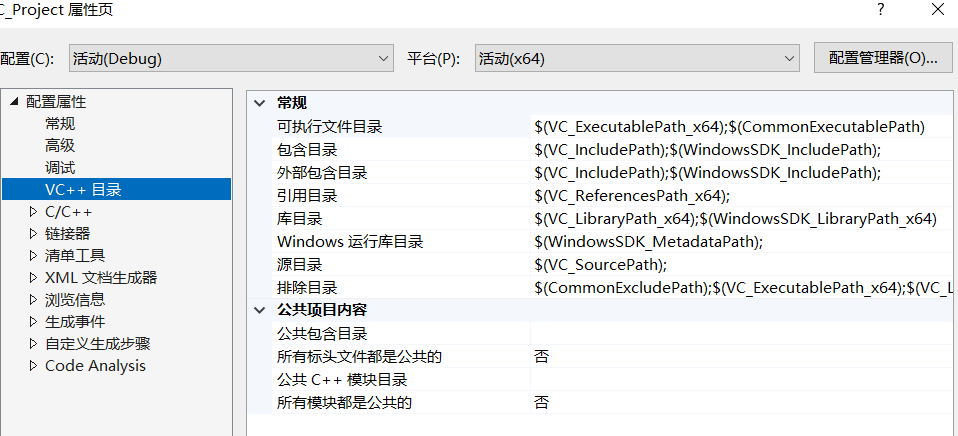 C_Project 属性页
配置(C): 活动(Debug) 平台(P): 活动(x64) 配置管理器(O)...
配置属性
常规
高级
调试
VC++ 目录
C/C++
链接器
清单工具
XML 文档生成器
浏览信息
生成事件
自定义生成步骤
Code Analysis
常规
可执行文件目录 $(VC_ExecutablePath_x64);$(CommonExecutablePath)
包含目录 $(VC_IncludePath);$(WindowsSDK_IncludePath);
外部包含目录 $(VC_IncludePath);$(WindowsSDK_IncludePath);
引用目录 $(VC_ReferencesPath_x64);
库目录 $(VC_LibraryPath_x64);$(WindowsSDK_LibraryPath_x64)
Windows 运行库目录 $(WindowsSDK_MetadataPath);
源目录 $(VC_SourcePath);
排除目录 $(CommonExcludePath);$(VC_ExecutablePath_x64);$(VC_L
公共项目内容
公共包含目录
所有标头文件都是公共的 否
公共 C++ 模块目录
所有模块都是公共的 否